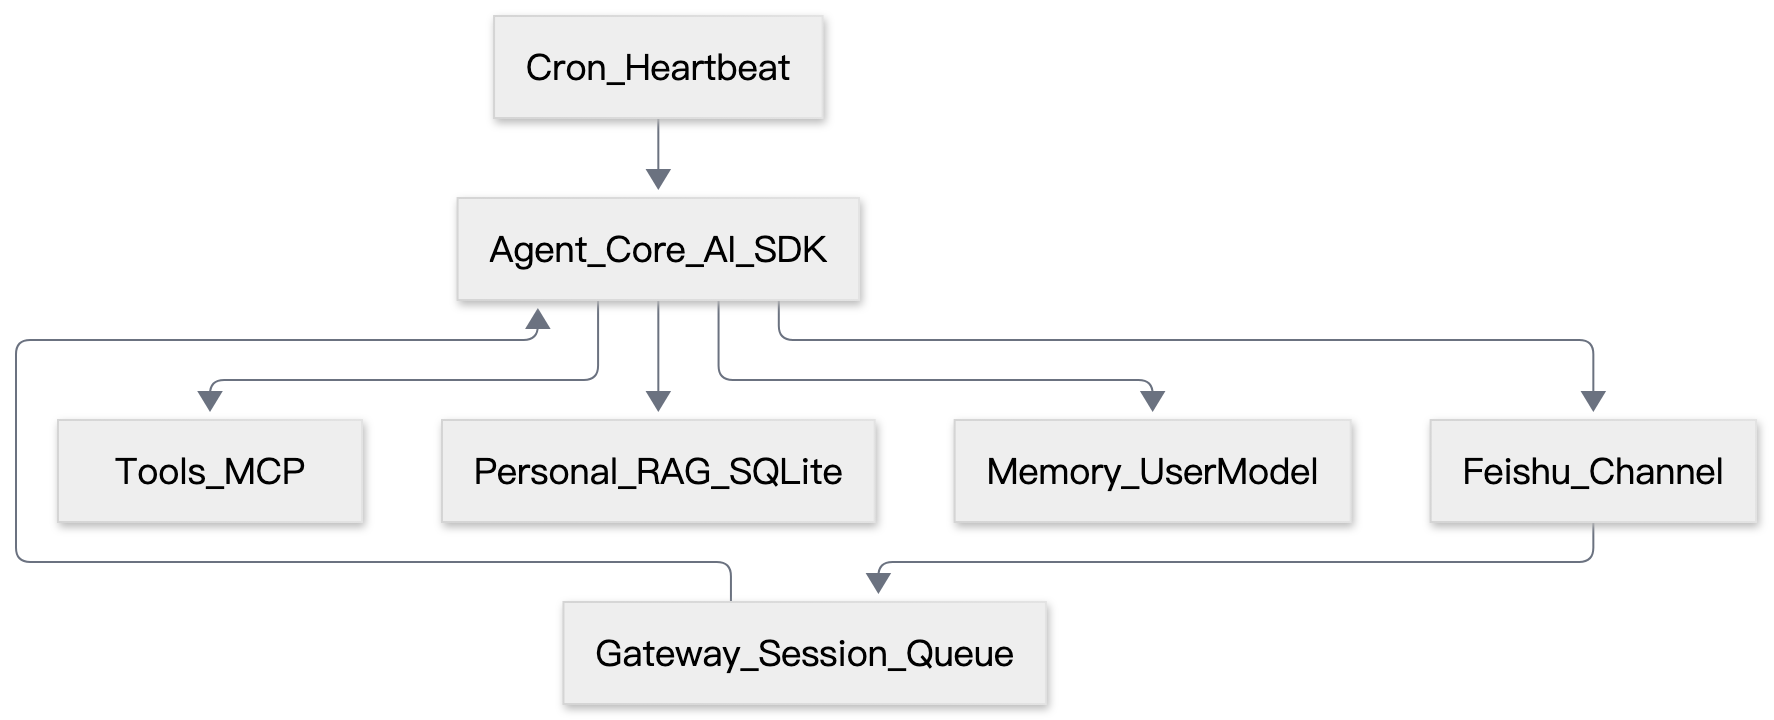 Cron_Heartbeat
Agent_Core_AI_SDK
Tools_MCP
Personal_RAG_SQLite
Memory_UserModel
Feishu_Channel
Gateway_Session_Queue